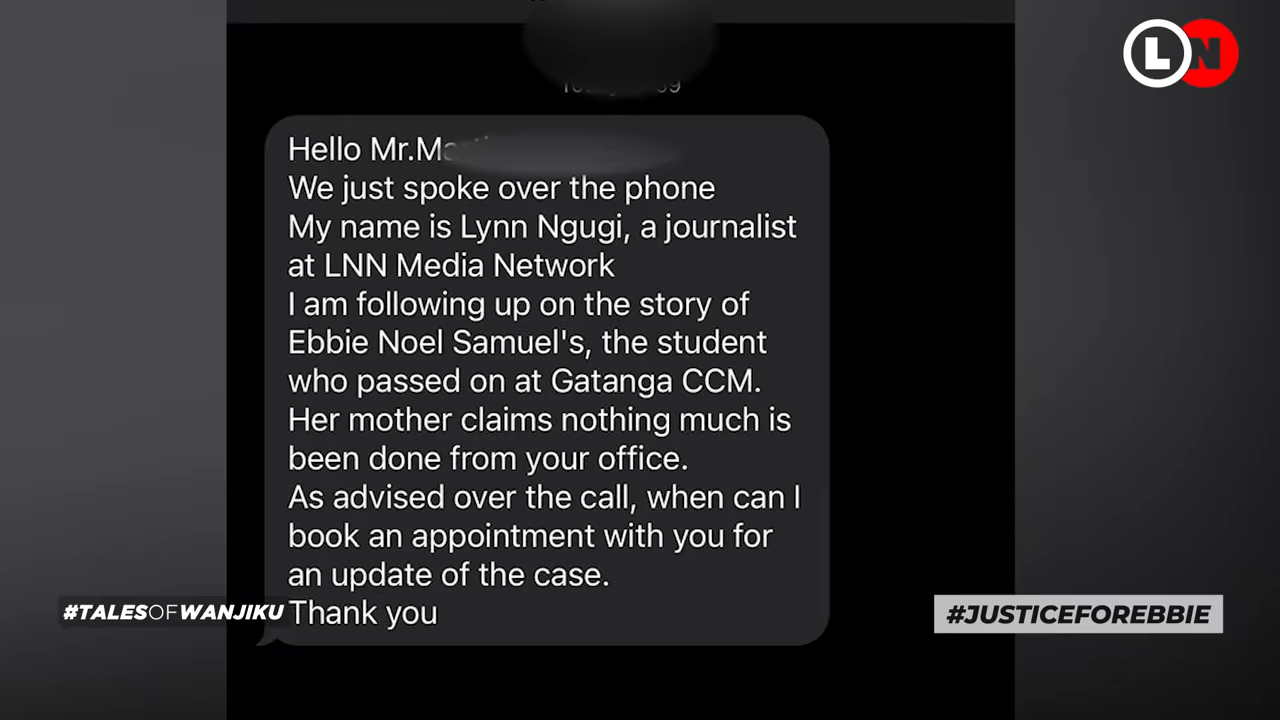 LN
Hello Mr.
We just spoke over the phone
My name is Lynn Ngugi, a journalist
at LNN Media Network
I am following up on the story of
Ebbie Noel Samuel's, the student
who passed on at Gatanga CCM.
Her mother claims nothing much is
been done from your office.
As advised over the call, when can I
book an appointment with you for
an update of the case.
Thank you
#TALESOFWANJIKU
#JUSTICEFOREBBIE